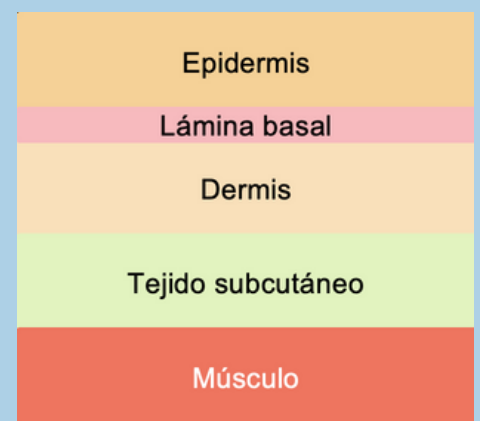 Epidermis
Lámina basal
Dermis
Tejido subcutáneo
Músculo